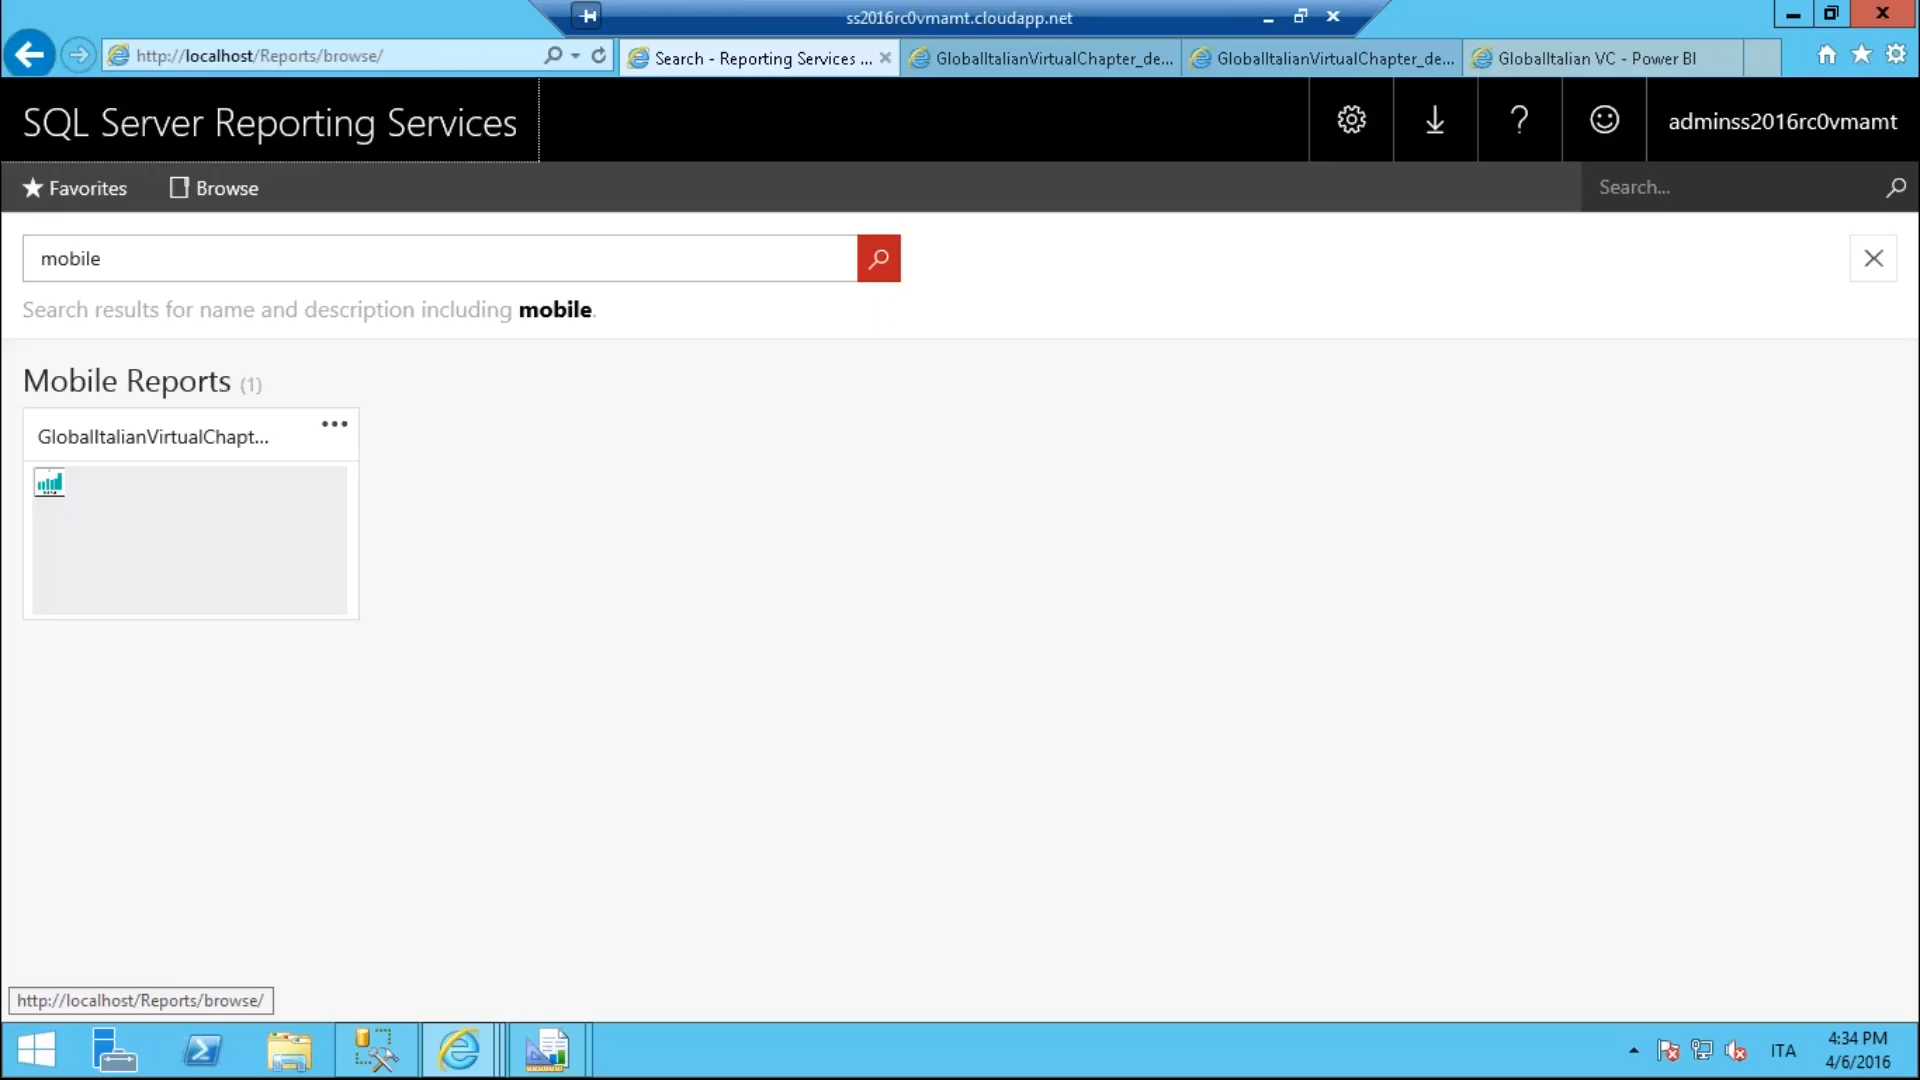 ss2016rc0vmamt.cloudapp.net
http://localhost/Reports/browse/
Search - Reporting Services ...
GlobalItalianVirtualChapter_de...
GlobalItalianVirtualChapter_de...
GlobalItalian VC - Power BI
SQL Server Reporting Services
adminss2016rc0vmamt
Favorites
Browse
Search...
mobile
Search results for name and description including mobile.
Mobile Reports (1)
GlobalItalianVirtualChapt...
http://localhost/Reports/browse/
ITA
4:34 PM
4/6/2016